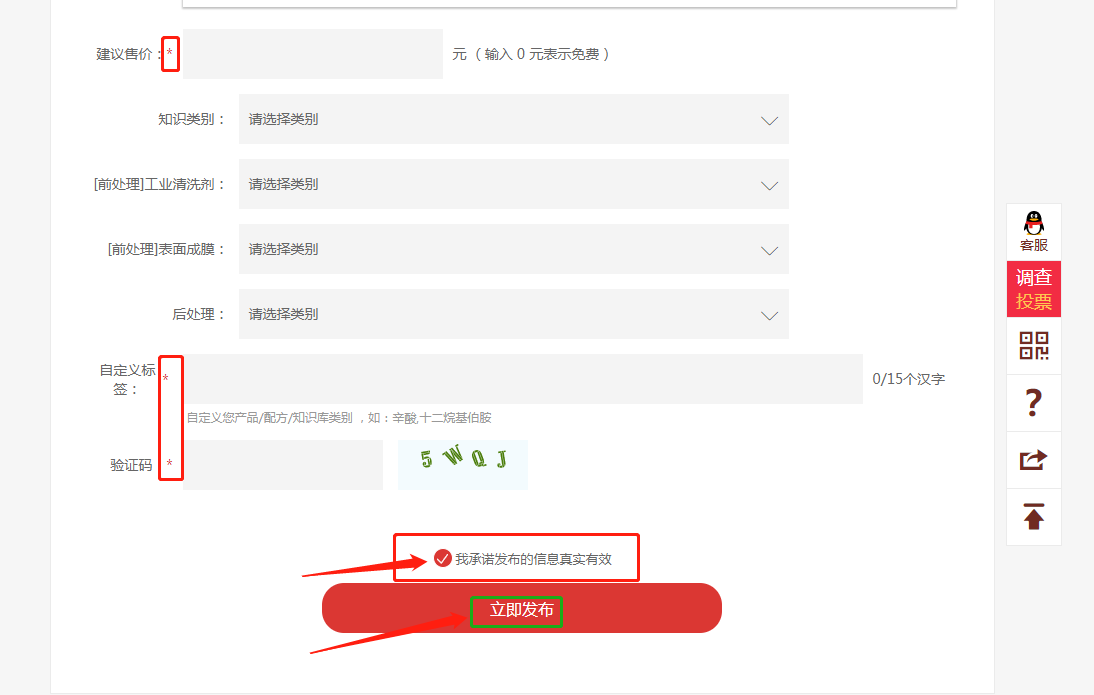 建议售价：* 元 （ 输入 0 元表示免费 ）
知识类别： 请选择类别
[前处理]工业清洗剂： 请选择类别
[前处理]表面成膜： 请选择类别
后处理： 请选择类别
自定义标
签： * 0/15个汉字
自定义您产品/配方/知识库类别 ，如：辛酸,十二烷基伯胺
验证码 * 5WQJ
我承诺发布的信息真实有效
立即发布
客服
调查
投票
?